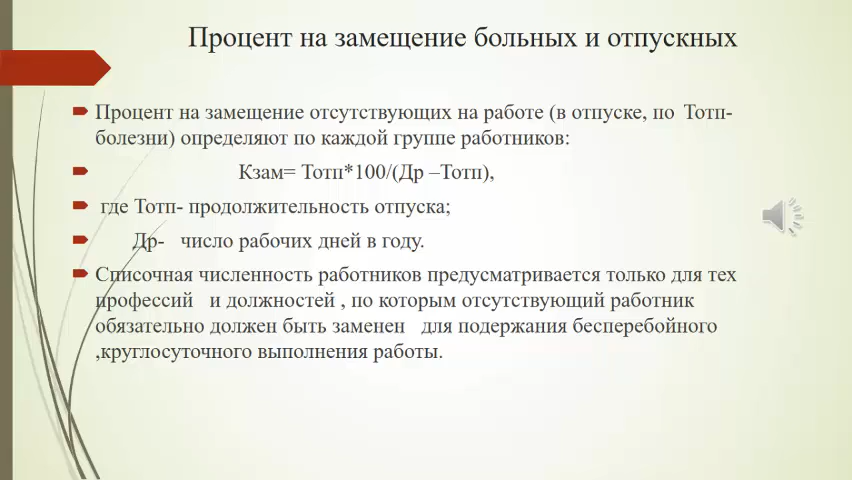 Процент на замещение больных и отпускных
Процент на замещение отсутствующих на работе (в отпуске, по Тотп-
болезни) определяют по каждой группе работников:
Кзам= Тотп*100/(Др –Тотп),
где Тотп- продолжительность отпуска;
Др- число рабочих дней в году.
Списочная численность работников предусматривается только для тех
профессий и должностей , по которым отсутствующий работник
обязательно должен быть заменен для подержания бесперебойного
,круглосуточного выполнения работы.